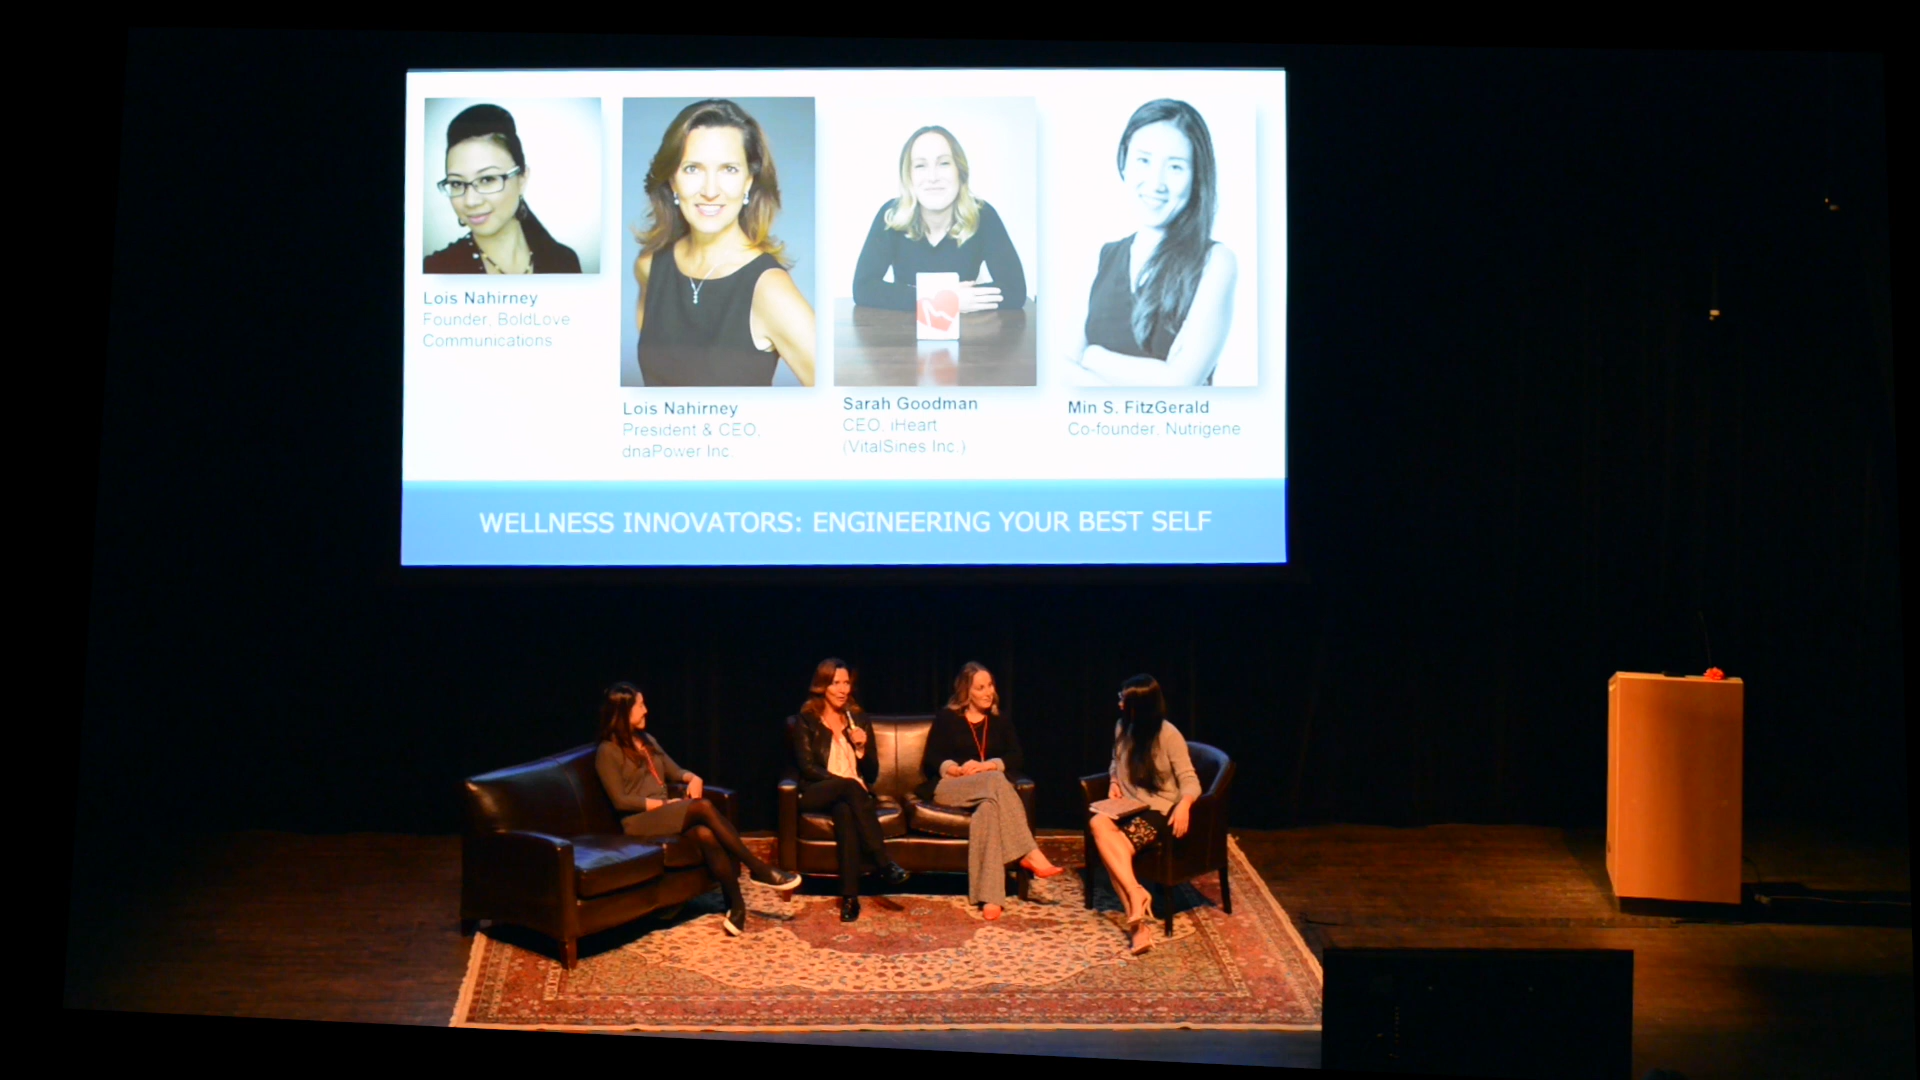 Lois Nahirney
Founder, BoldLove
Communications
Lois Nahirney
President & CEO,
dnaPower Inc.
Sarah Goodman
CEO, iHeart
(VitalSines Inc.)
Min S. FitzGerald
Co-founder, Nutrigene
WELLNESS INNOVATORS: ENGINEERING YOUR BEST SELF